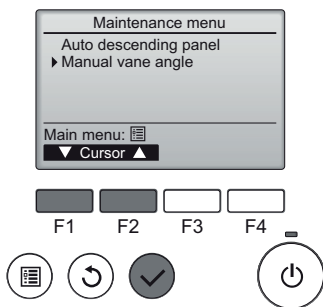 Maintenance menu
Auto descending panel
Manual vane angle
Main menu:
▼ Cursor ▲
F1 F2 F3 F4